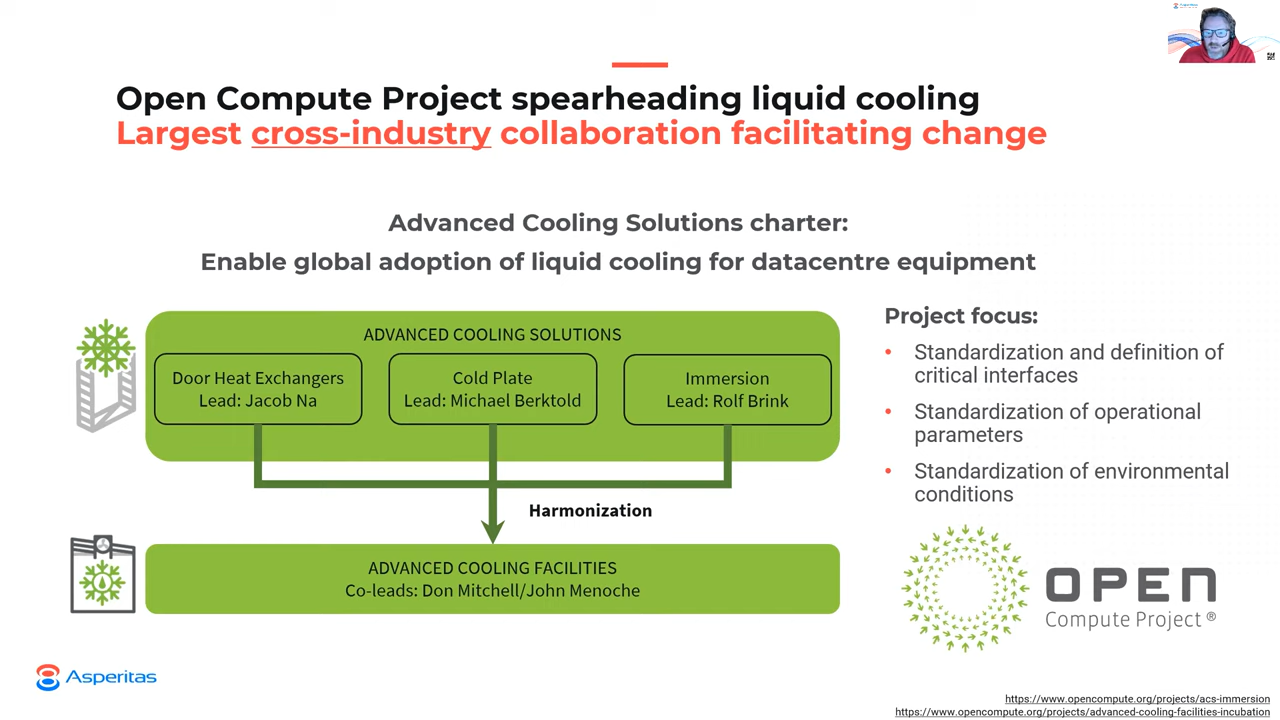 Open Compute Project spearheading liquid cooling
Largest cross-industry collaboration facilitating change
Advanced Cooling Solutions charter:
Enable global adoption of liquid cooling for datacentre equipment
ADVANCED COOLING SOLUTIONS
Door Heat Exchangers
Lead: Jacob Na
Cold Plate
Lead: Michael Berktold
Immersion
Lead: Rolf Brink
Harmonization
ADVANCED COOLING FACILITIES
Co-leads: Don Mitchell/John Menoche
Project focus:
• Standardization and definition of
critical interfaces
• Standardization of operational
parameters
• Standardization of environmental
conditions
OPEN
Compute Project ®
Asperitas
https://www.opencompute.org/projects/acs-immersion
https://www.opencompute.org/projects/advanced-cooling-facilities-incubation